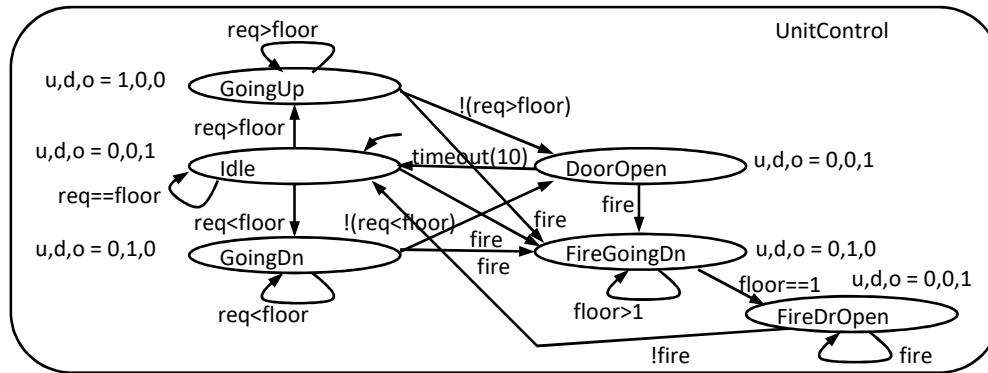 req>floor
UnitControl
u,d,o = 1,0,0
GoingUp
!(req>floor)
req>floor
u,d,o = 0,0,1
Idle
timeout(10)
DoorOpen
u,d,o = 0,0,1
req==floor
req<floor
!(req<floor)
fire
fire
u,d,o = 0,1,0
GoingDn
fire
fire
FireGoingDn
u,d,o = 0,1,0
req<floor
floor>1
floor==1
u,d,o = 0,0,1
FireDrOpen
!fire
fire